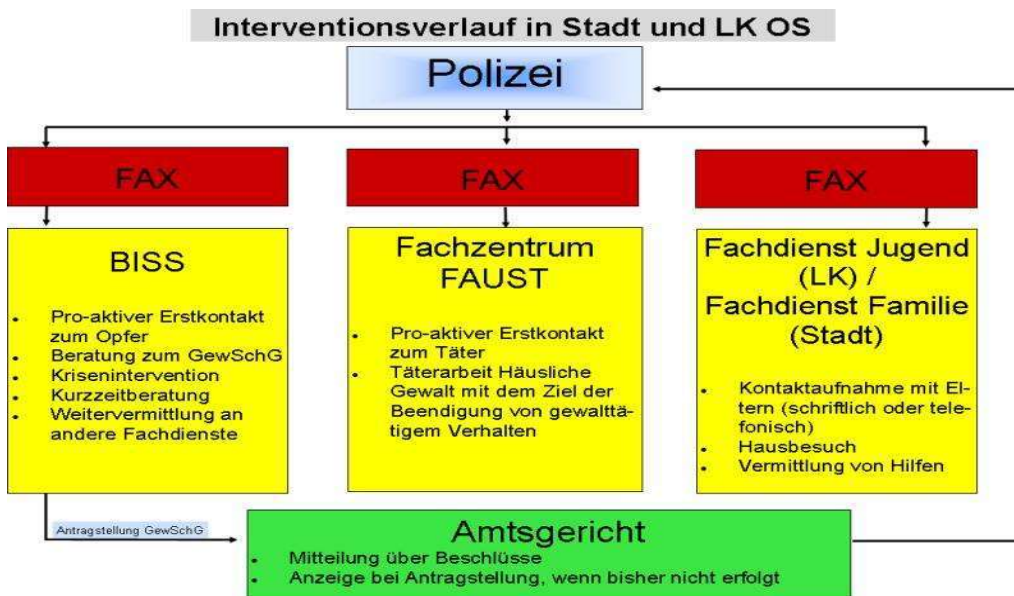 Interventionsverlauf in Stadt und LK OS
Polizei
FAX
FAX
FAX
BISS
• Pro-aktiver Erstkontakt
zum Opfer
• Beratung zum GewSchG
• Krisenintervention
• Kurzzeitberatung
• Weitervermittlung an
andere Fachdienste
Fachzentrum
FAUST
• Pro-aktiver Erstkontakt
zum Täter
• Täterarbeit Häusliche
Gewalt mit dem Ziel der
Beendigung von gewalttä-
tigem Verhalten
Fachdienst Jugend
(LK) /
Fachdienst Familie
(Stadt)
• Kontaktaufnahme mit El-
tern (schriftlich oder tele-
fonisch)
• Hausbesuch
• Vermittlung von Hilfen
Antragstellung GewSchG
Amtsgericht
• Mitteilung über Beschlüsse
• Anzeige bei Antragstellung, wenn bisher nicht erfolgt